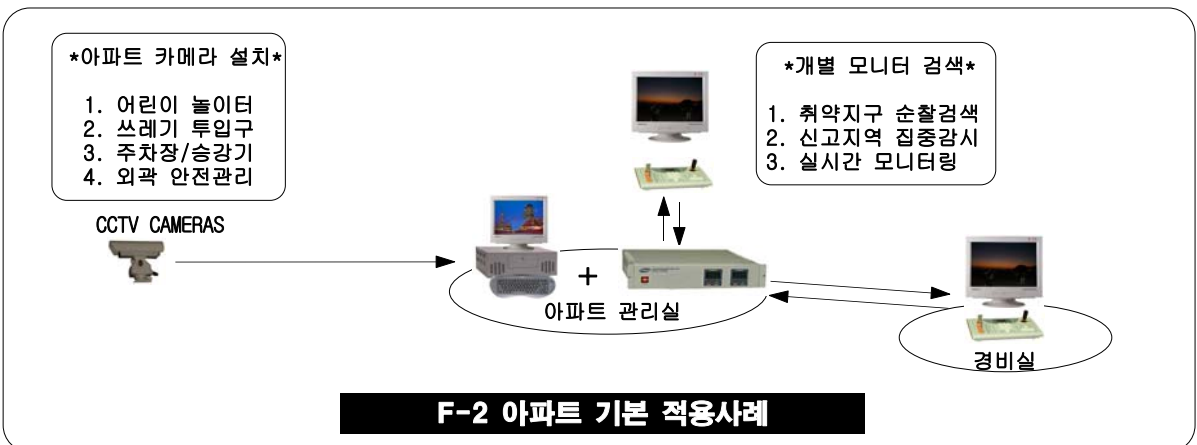 *아파트 카메라 설치*
1. 어린이 놀이터
2. 쓰레기 투입구
3. 주차장/승강기
4. 외곽 안전관리
*개별 모니터 검색*
1. 취약지구 순찰검색
2. 신고지역 집중감시
3. 실시간 모니터링
CCTV CAMERAS
+
아파트 관리실
경비실
F-2 아파트 기본 적용사례